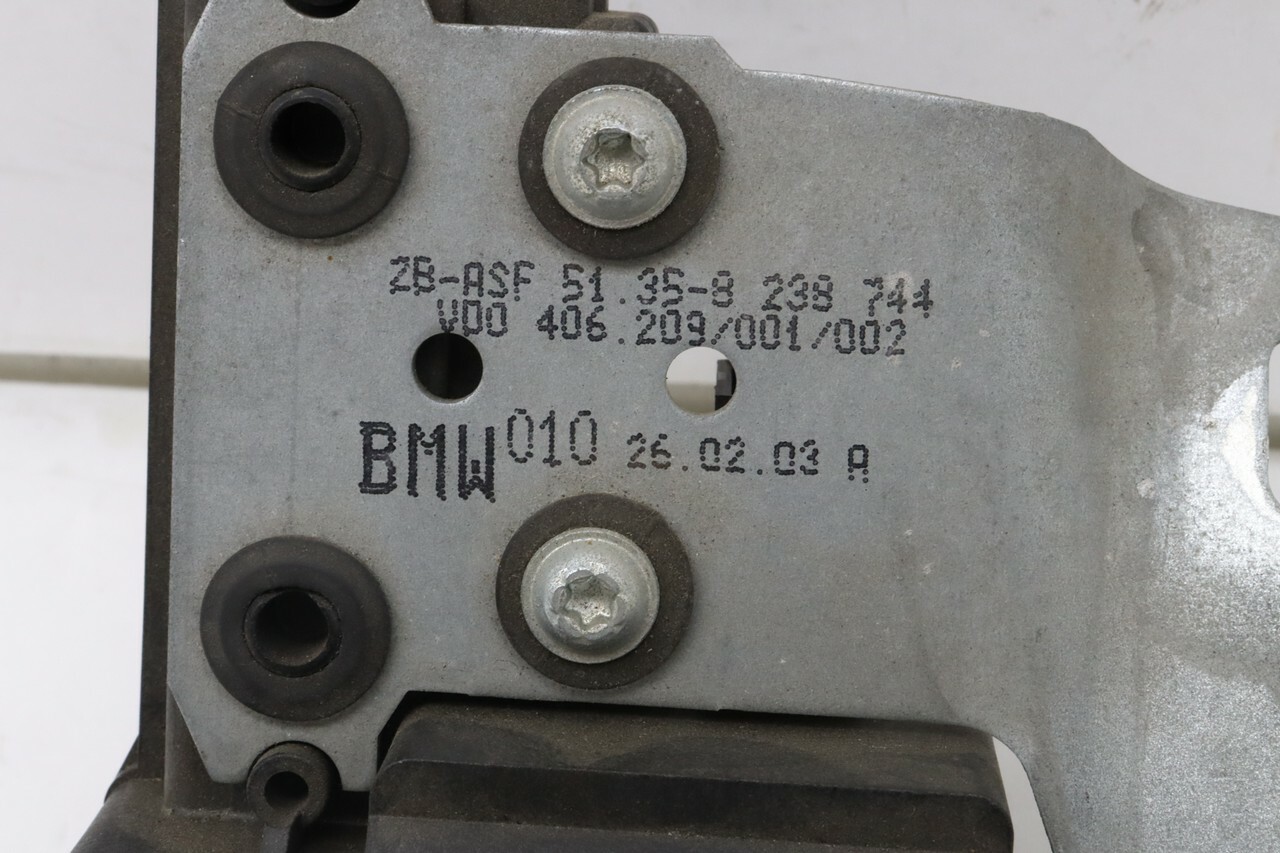 ZB-ASF 51.35-8 238 744
VDO 406.209/001/002
BMW 010 26.02.03 A